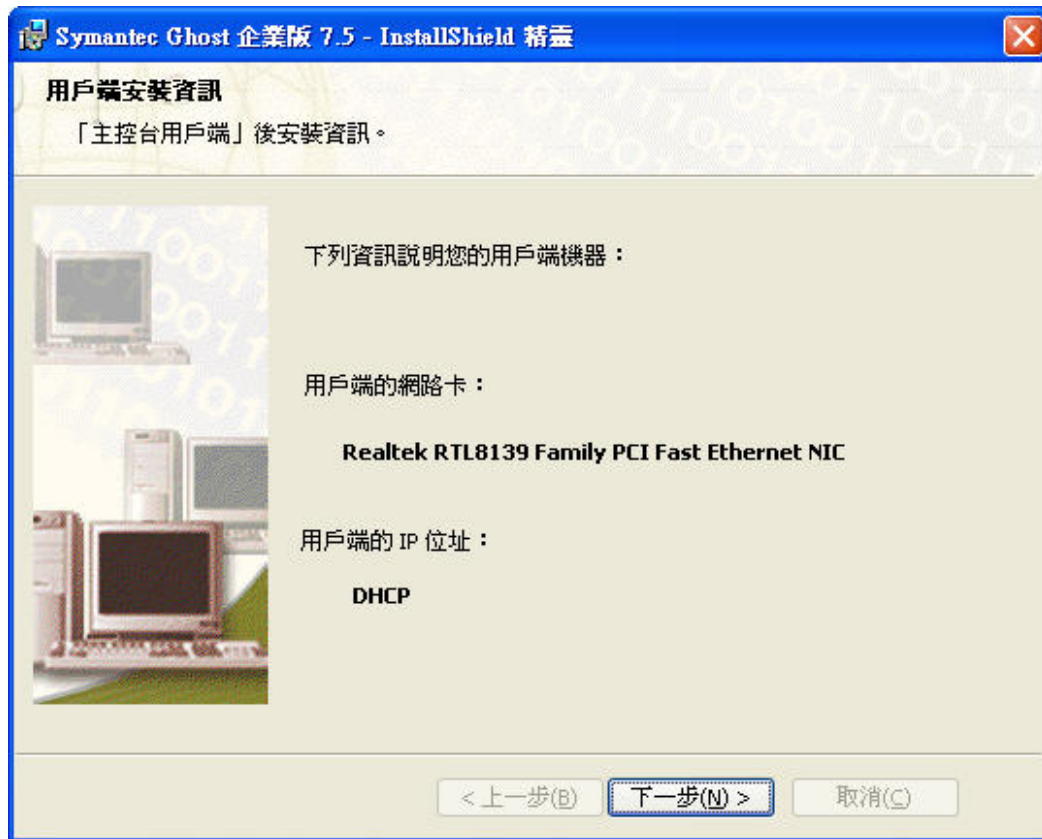 Symantec Ghost 企業版 7.5 - InstallShield 精靈
用戶端安裝資訊
「主控台用戶端」後安裝資訊。
下列資訊說明您的用戶端機器：
用戶端的網路卡：
Realtek RTL8139 Family PCI Fast Ethernet NIC
用戶端的 IP 位址：
DHCP
< 上一步(B) 下一步(N) > 取消(C)